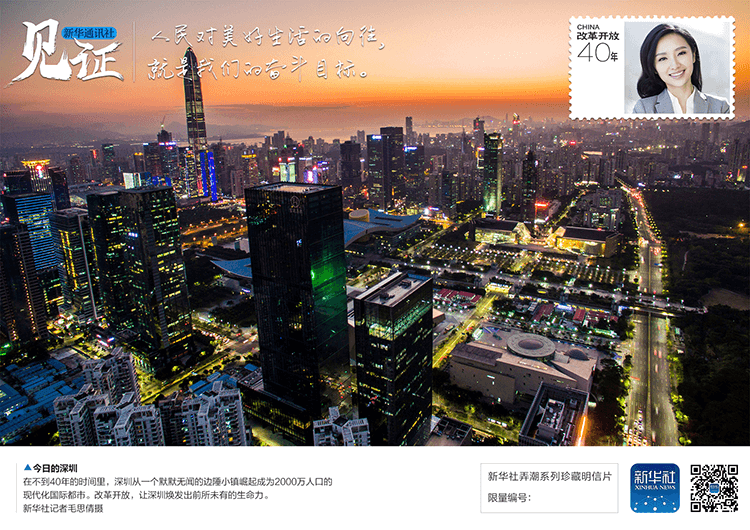 见证
新华通讯社
人民对美好生活的向往，
就是我们的奋斗目标。
CHINA
改革开放
40年
▲今日的深圳
在不到40年的时间里，深圳从一个默默无闻的边陲小镇崛起成为2000万人口的
现代化国际都市。改革开放，让深圳焕发出前所未有的生命力。
新华社记者毛思倩摄
新华社弄潮系列珍藏明信片
限量编号：
新华社
XINHUA NEWS